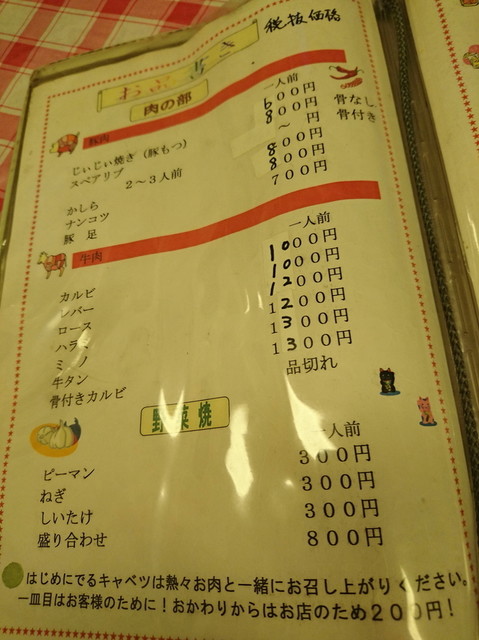 税抜価格
お品書き
肉の部
豚肉 一人前
じぃじぃ焼き（豚もつ） 600円 骨なし
スペアリブ 800円 骨付き
2～3人前 ～ 円
かしら 800円
ナンコツ 800円
豚足 700円
牛肉 一人前
カルビ 1000円
レバー 1000円
ロース 1200円
ハラミ 1200円
ミノ 1300円
牛タン 1300円
骨付きカルビ 品切れ
野菜焼
一人前
ピーマン 300円
ねぎ 300円
しいたけ 300円
盛り合わせ 800円
はじめにでるキャベツは熱々お肉と一緒にお召し上がりください。
一皿目はお客様のために！おかわりからはお店のため200円！